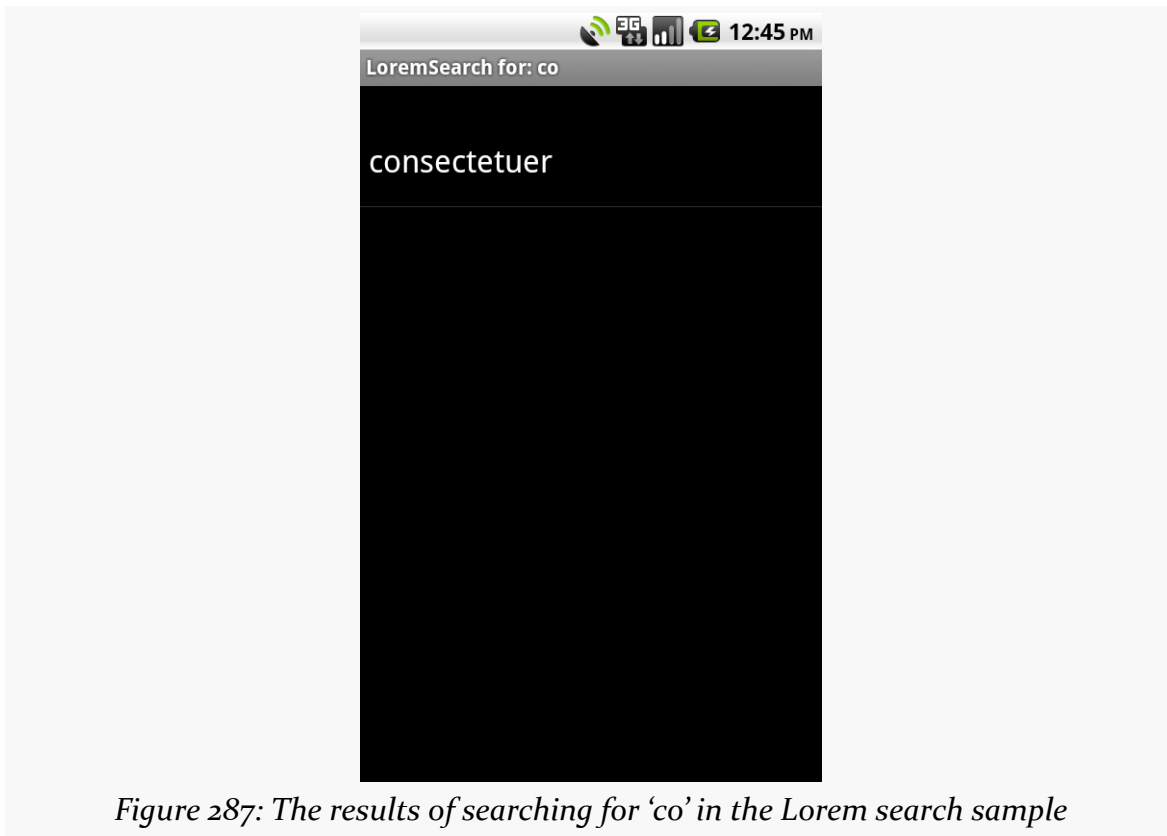 3G
12:45 PM
LoremSearch for: co
consectetuer
Figure 287: The results of searching for ‘co’ in the Lorem search sample